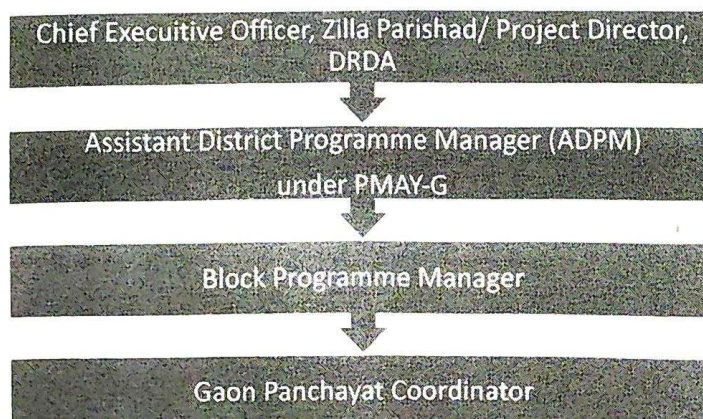 Chief Execuitive Officer, Zilla Parishad/ Project Director,
DRDA
Assistant District Programme Manager (ADPM)
under PMAY-G
Block Programme Manager
Gaon Panchayat Coordinator